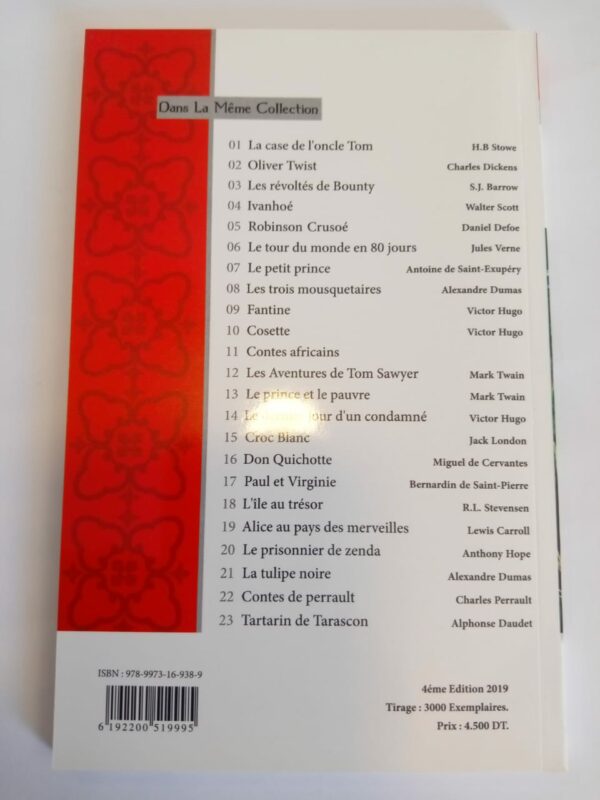 Dans La Même Collection
01 La case de l'oncle Tom H.B Stowe
02 Oliver Twist Charles Dickens
03 Les révoltés de Bounty S.J. Barrow
04 Ivanhoé Walter Scott
05 Robinson Crusoé Daniel Defoe
06 Le tour du monde en 80 jours Jules Verne
07 Le petit prince Antoine de Saint-Exupéry
08 Les trois mousquetaires Alexandre Dumas
09 Fantine Victor Hugo
10 Cosette Victor Hugo
11 Contes africains
12 Les Aventures de Tom Sawyer Mark Twain
13 Le prince et le pauvre Mark Twain
14 Le jour d'un condamné Victor Hugo
15 Croc Blanc Jack London
16 Don Quichotte Miguel de Cervantes
17 Paul et Virginie Bernardin de Saint-Pierre
18 L'île au trésor R.L. Stevensen
19 Alice au pays des merveilles Lewis Carroll
20 Le prisonnier de zenda Anthony Hope
21 La tulipe noire Alexandre Dumas
22 Contes de perrault Charles Perrault
23 Tartarin de Tarascon Alphonse Daudet
ISBN : 978-9973-16-938-9
6 192200 519995
4éme Edition 2019
Tirage : 3000 Exemplaires.
Prix : 4.500 DT.